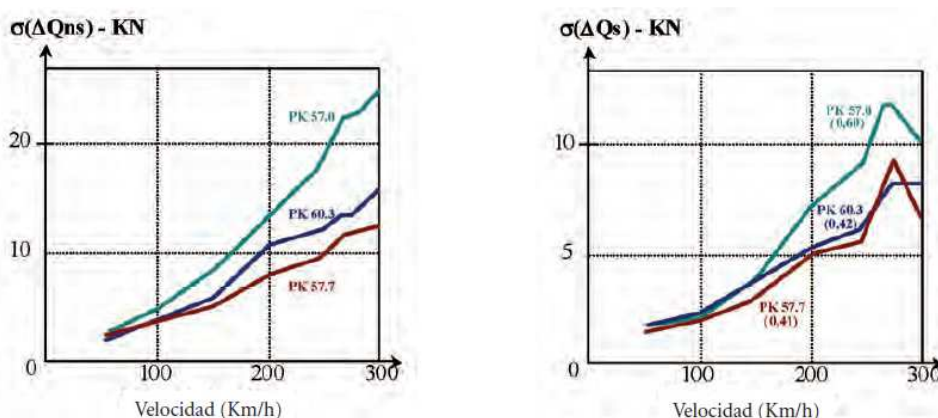 σ(ΔQns) - KN
20
10
0
100
200
300
PK 57.0
PK 60.3
PK 57.7
Velocidad (Km/h)
σ(ΔQs) - KN
10
5
0
100
200
300
PK 57.0
(0,60)
PK 60.3
(0,42)
PK 57.7
(0,41)
Velocidad (Km/h)